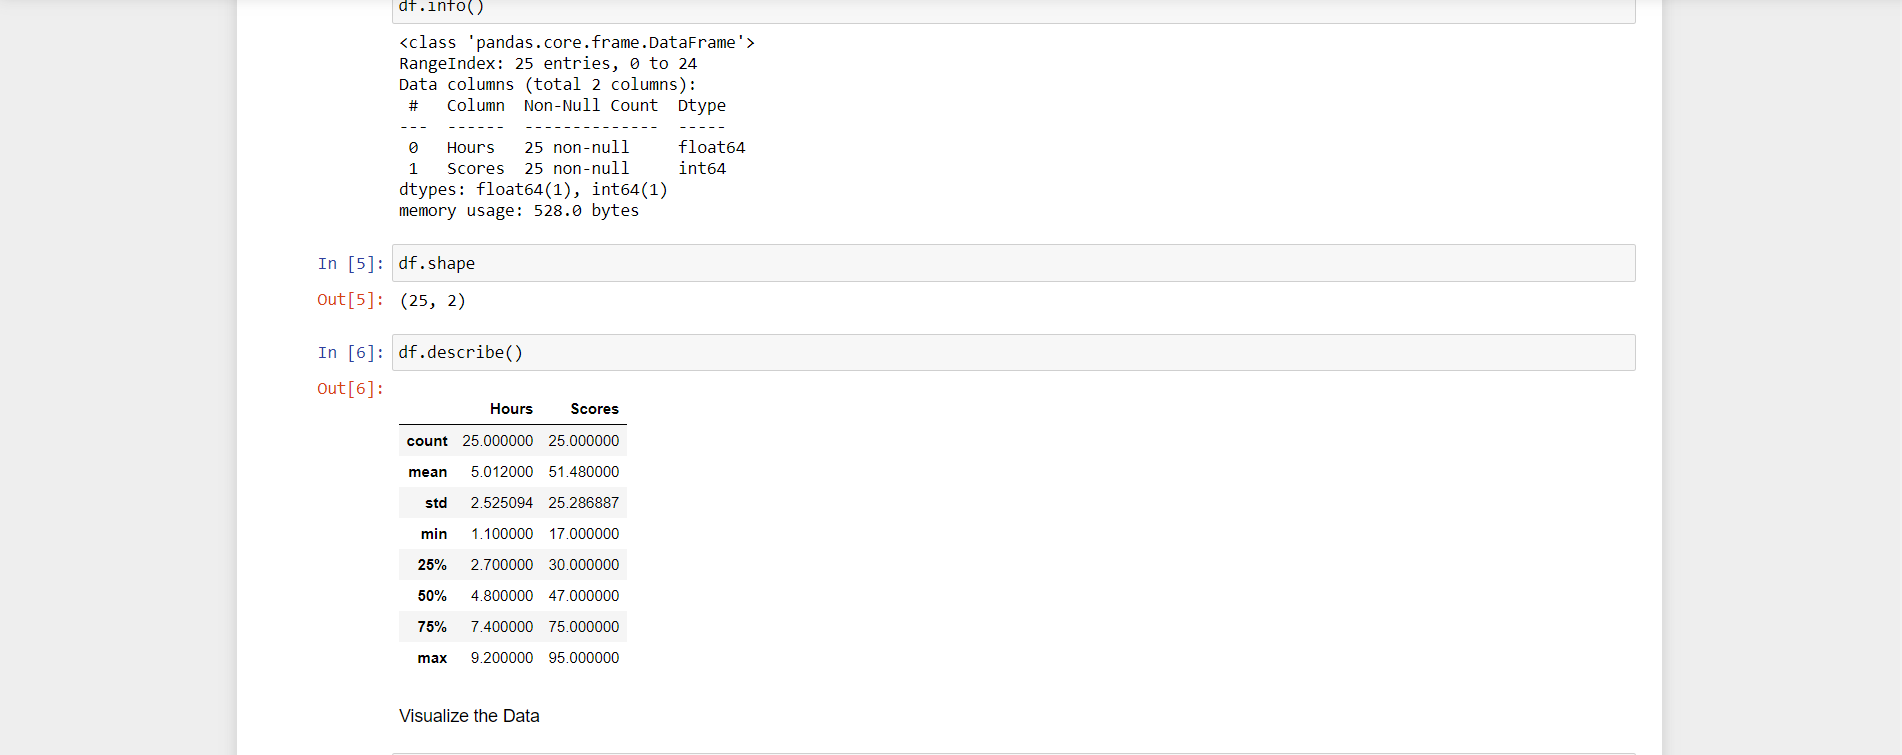 df.info()
<class 'pandas.core.frame.DataFrame'>
RangeIndex: 25 entries, 0 to 24
Data columns (total 2 columns):
 #   Column  Non-Null Count  Dtype
---  ------  --------------  -----
 0   Hours   25 non-null     float64
 1   Scores  25 non-null     int64
dtypes: float64(1), int64(1)
memory usage: 528.0 bytes
In [5]: df.shape
Out[5]: (25, 2)
In [6]: df.describe()
Out[6]:
Hours Scores
count 25.000000 25.000000
mean 5.012000 51.480000
std 2.525094 25.286887
min 1.100000 17.000000
25% 2.700000 30.000000
50% 4.800000 47.000000
75% 7.400000 75.000000
max 9.200000 95.000000
Visualize the Data